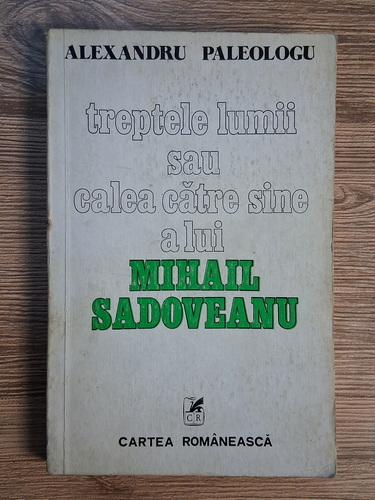 ALEXANDRU PALEOLOGU
treptele lumii
sau
calea către sine
a lui
MIHAIL
SADOVEANU
CR
CARTEA ROMÂNEASCĂ